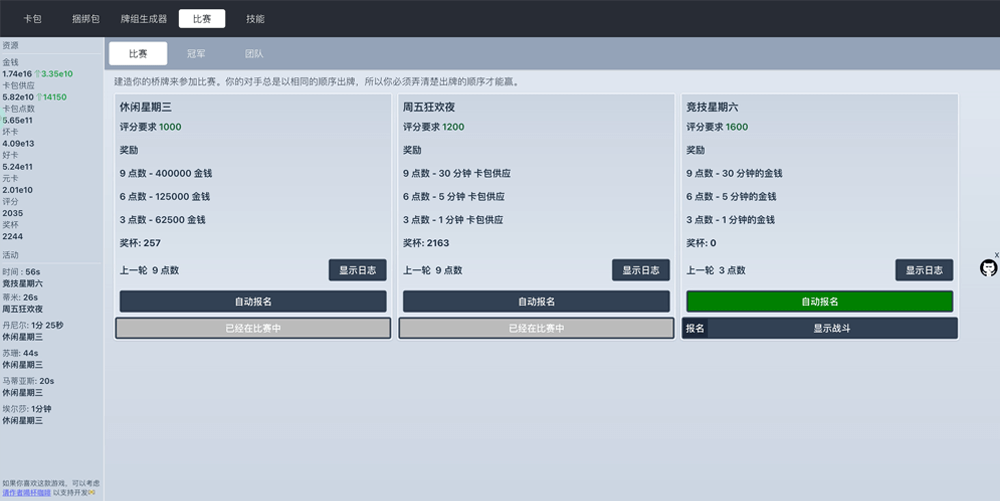 卡包 捆绑包 牌组生成器 比赛 技能
资源
金钱
1.74e16 3.35e10
卡包供应
5.82e10 14150
卡包点数
5.65e11
坏卡
4.09e13
好卡
5.24e11
元卡
2.01e10
评分
2035
奖杯
2244
活动
时间 : 56s
竞技星期六
蒂米: 26s
周五狂欢夜
丹尼尔: 1分 25秒
休闲星期三
苏珊: 44s
休闲星期三
马蒂亚斯: 20s
休闲星期三
埃尔莎: 1分钟
休闲星期三
如果你喜欢这款游戏，可以考虑
请作者喝杯咖啡 以支持开发
比赛 冠军 团队
建造你的桥牌来参加比赛。你的对手总是以相同的顺序出牌，所以你必须弄清楚出牌的顺序才能赢。
休闲星期三
评分要求 1000
奖励
9 点数 - 400000 金钱
6 点数 - 125000 金钱
3 点数 - 62500 金钱
奖杯: 257
上一轮 9 点数 显示日志
自动报名
已经在比赛中
周五狂欢夜
评分要求 1200
奖励
9 点数 - 30 分钟 卡包供应
6 点数 - 5 分钟 卡包供应
3 点数 - 1 分钟 卡包供应
奖杯: 2163
上一轮 9 点数 显示日志
自动报名
已经在比赛中
竞技星期六
评分要求 1600
奖励
9 点数 - 30 分钟的金钱
6 点数 - 5 分钟的金钱
3 点数 - 1 分钟的金钱
奖杯: 0
上一轮 3 点数 显示日志
自动报名
报名 显示战斗
x